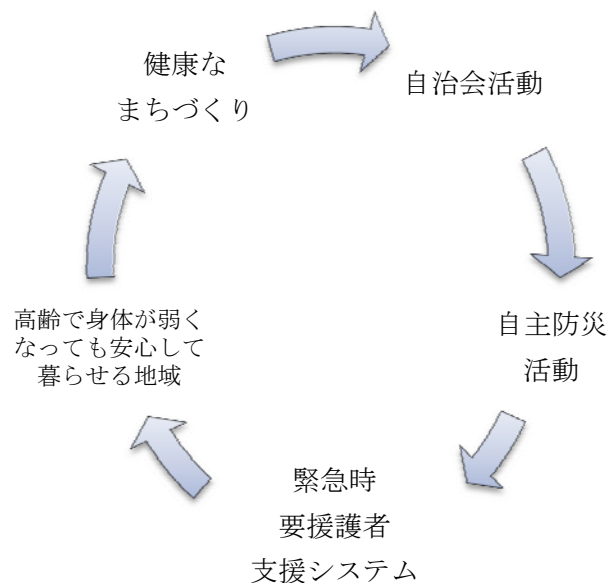 健康な
まちづくり
自治会活動
自主防災
活動
緊急時
要援護者
支援システム
高齢で身体が弱く
なっても安心して
暮らせる地域